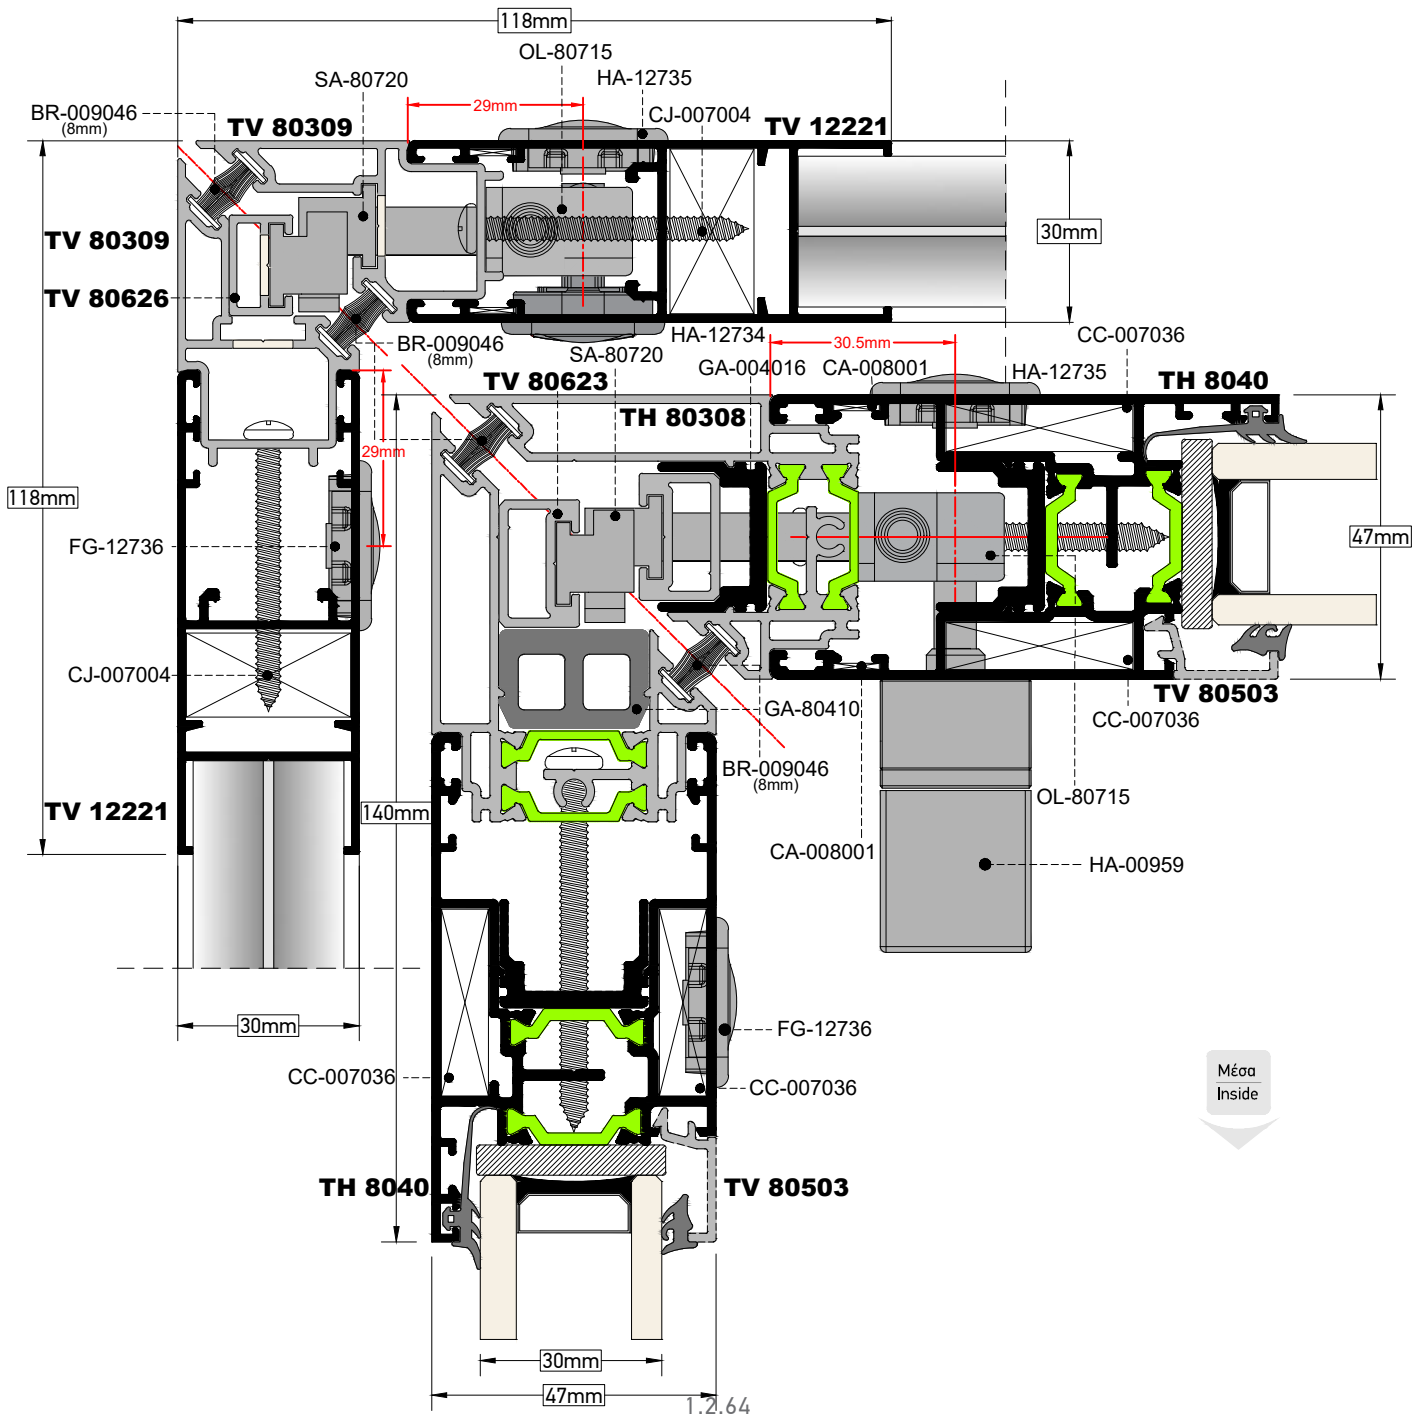 118mm
OL-80715
SA-80720
HA-12735
BR-009046
(8mm)
29mm
CJ-007004
TV 80309
TV 12221
TV 80309
30mm
TV 80626
HA-12734
CC-007036
BR-009046
(8mm)
SA-80720
30.5mm
GA-004016
CA-008001
HA-12735
TV 80623
TH 8040
TH 80308
29mm
118mm
FG-12736
47mm
CJ-007004
TV 80503
GA-80410
CC-007036
BR-009046
(8mm)
OL-80715
TV 12221
140mm
CA-008001
HA-00959
30mm
FG-12736
CC-007036
CC-007036
Μέσα
Inside
TH 8040
TV 80503
30mm
47mm
1.2.64